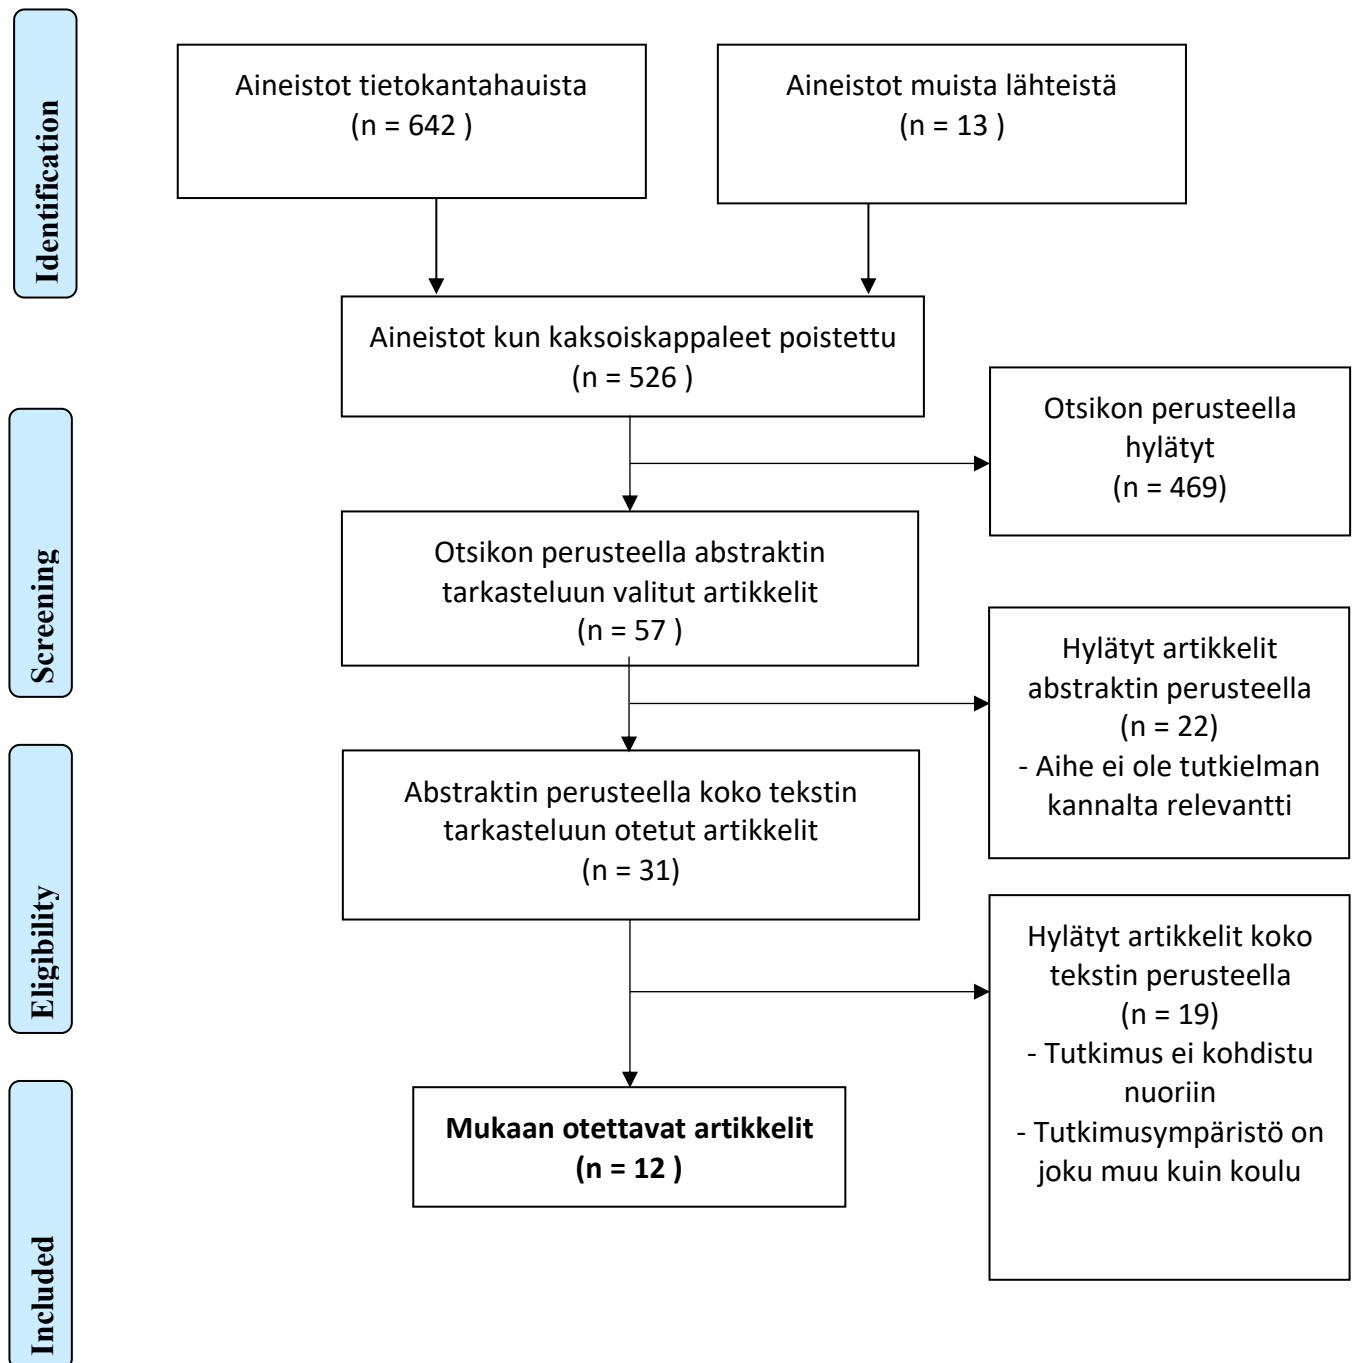 Identification
Aineistot tietokantahauista
(n = 642 )
Aineistot muista lähteistä
(n = 13 )
Aineistot kun kaksoiskappaleet poistettu
(n = 526 )
Screening
Otsikon perusteella
hylätyt
(n = 469)
Otsikon perusteella abstraktin
tarkasteluun valitut artikkelit
(n = 57 )
Hylätyt artikkelit
abstraktin perusteella
(n = 22)
- Aihe ei ole tutkielman
kannalta relevantti
Eligibility
Abstraktin perusteella koko tekstin
tarkasteluun otetut artikkelit
(n = 31)
Hylätyt artikkelit koko
tekstin perusteella
(n = 19)
- Tutkimus ei kohdistu
nuoriin
- Tutkimusympäristö on
joku muu kuin koulu
Included
Mukaan otettavat artikkelit
(n = 12 )